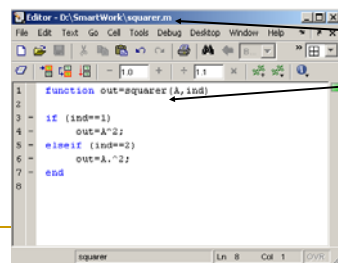 Editor - D:\SmartWork\squarer.m
File Edit Text Go Cell Tools Debug Desktop Window Help
- 1.0 + ÷ 1.1 ×
1 function out=squarer(A,ind)
2
3 - if (ind==1)
4 - out=A^2;
5 - elseif (ind==2)
6 - out=A.^2;
7 - end
8
squarer Ln 8 Col 1 OVR